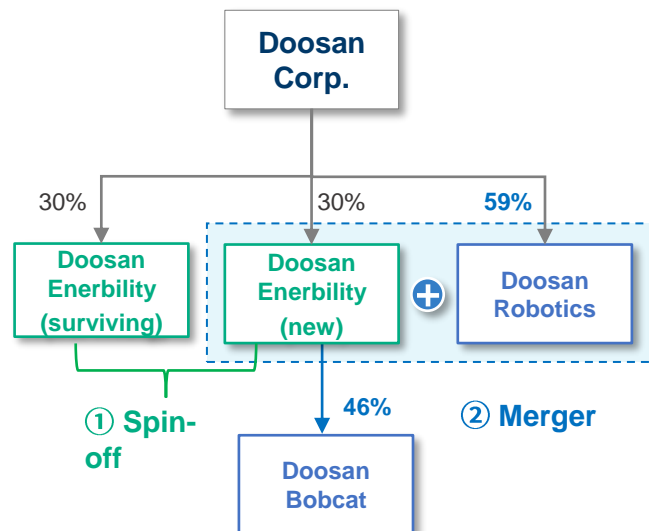 Doosan
Corp.
30%
30%
59%
Doosan
Enerbility
(surviving)
Doosan
Enerbility
(new)
Doosan
Robotics
① Spin-
off
46%
② Merger
Doosan
Bobcat